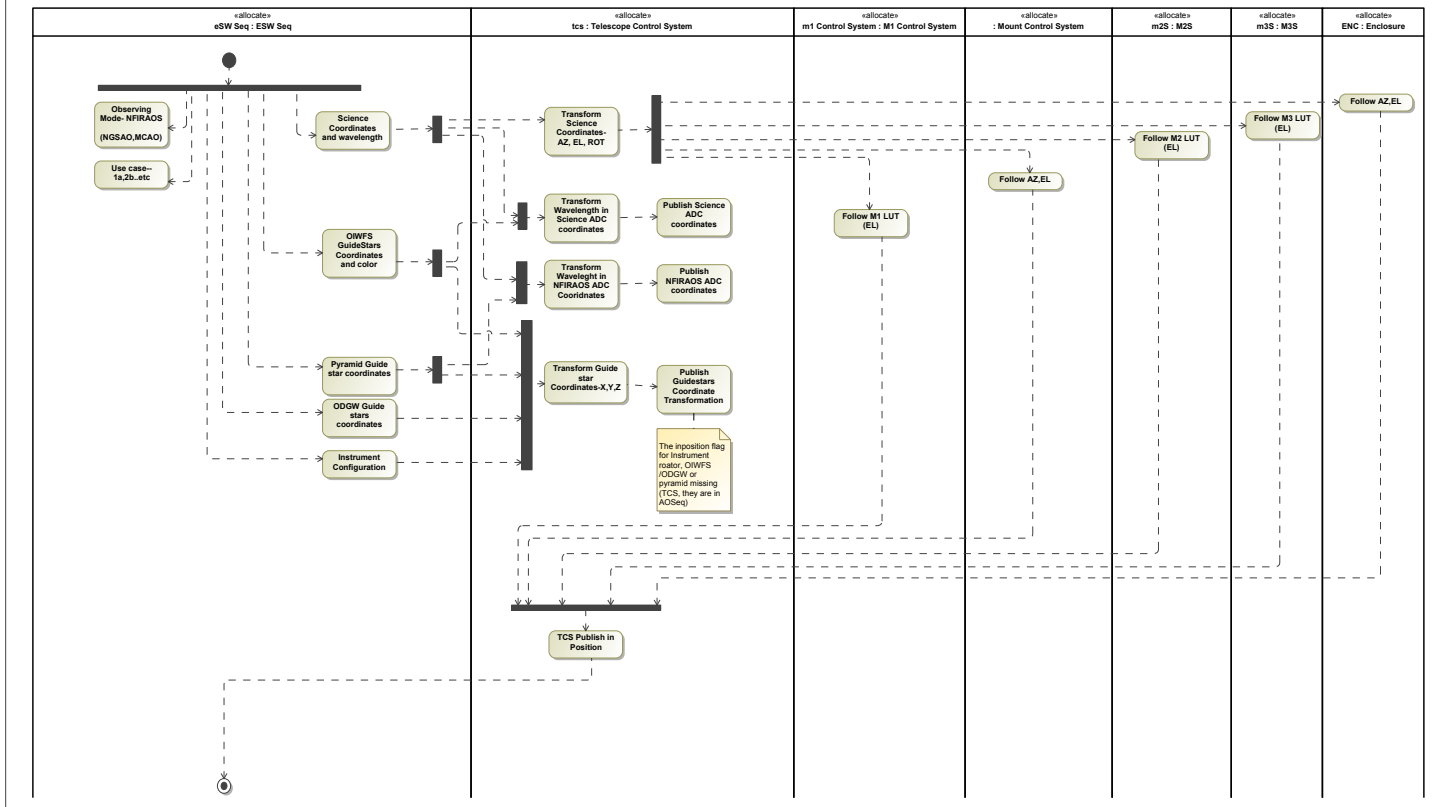 «allocate»
eSW Seq : ESW Seq
«allocate»
tcs : Telescope Control System
«allocate»
m1 Control System : M1 Control System
«allocate»
: Mount Control System
«allocate»
m2S : M2S
«allocate»
m3S : M3S
«allocate»
ENC : Enclosure
Observing
Mode- NFIRAOS
(NGSAO,MCAO)
Use case--
1a,2b..etc
Science
Coordinates
and wavelength
OIWFS
GuideStars
Coordinates
and color
Pyramid Guide
star coordinates
ODGW Guide
stars
coordinates
Instrument
Configuration
Transform
Science
Coordinates-
AZ, EL, ROT
Transform
Wavelength in
Science ADC
coordinates
Publish Science
ADC
coordinates
Transform
Waveleght in
NFIRAOS ADC
Cooridnates
Publish
NFIRAOS ADC
coordinates
Transform Guide
star
Coordinates-X,Y,Z
Publish
Guidestars
Coordinate
Transformation
The inposition flag
for Instrument
roator, OIWFS
/ODGW or
pyramid missing
(TCS, they are in
AOSeq)
TCS Publish in
Position
Follow M1 LUT
(EL)
Follow AZ,EL
Follow M2 LUT
(EL)
Follow M3 LUT
(EL)
Follow AZ,EL